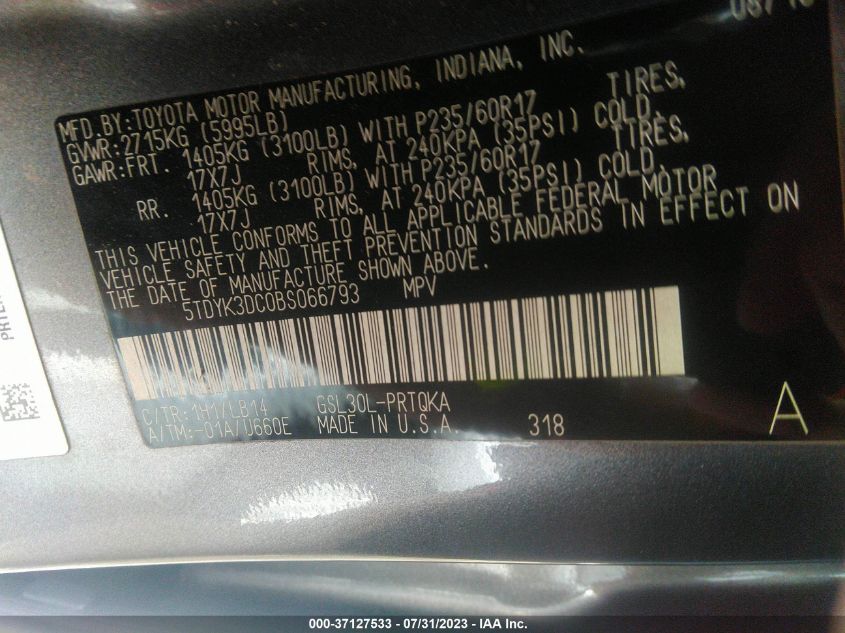 MFD.BY:TOYOTA MOTOR MANUFACTURING, INDIANA, INC.
GVWR:2715KG (5995LB)
GAWR:FRT. 1405KG (3100LB) WITH P235/60R17 TIRES,
17X7J RIMS, AT 240KPA (35PSI) COLD,
RR. 1405KG (3100LB) WITH P235/60R17 TIRES,
17X7J RIMS, AT 240KPA (35PSI) COLD.
THIS VEHICLE CONFORMS TO ALL APPLICABLE FEDERAL MOTOR
VEHICLE SAFETY AND THEFT PREVENTION STANDARDS IN EFFECT ON
THE DATE OF MANUFACTURE SHOWN ABOVE.
5TDYK3DC0BS066793 MPV
C/TR:1H1/LB14 GSL30L-PRTQKA
A/TM:-01A/U660E MADE IN U.S.A. 318 A
000-37127533 - 07/31/2023 - IAA Inc.